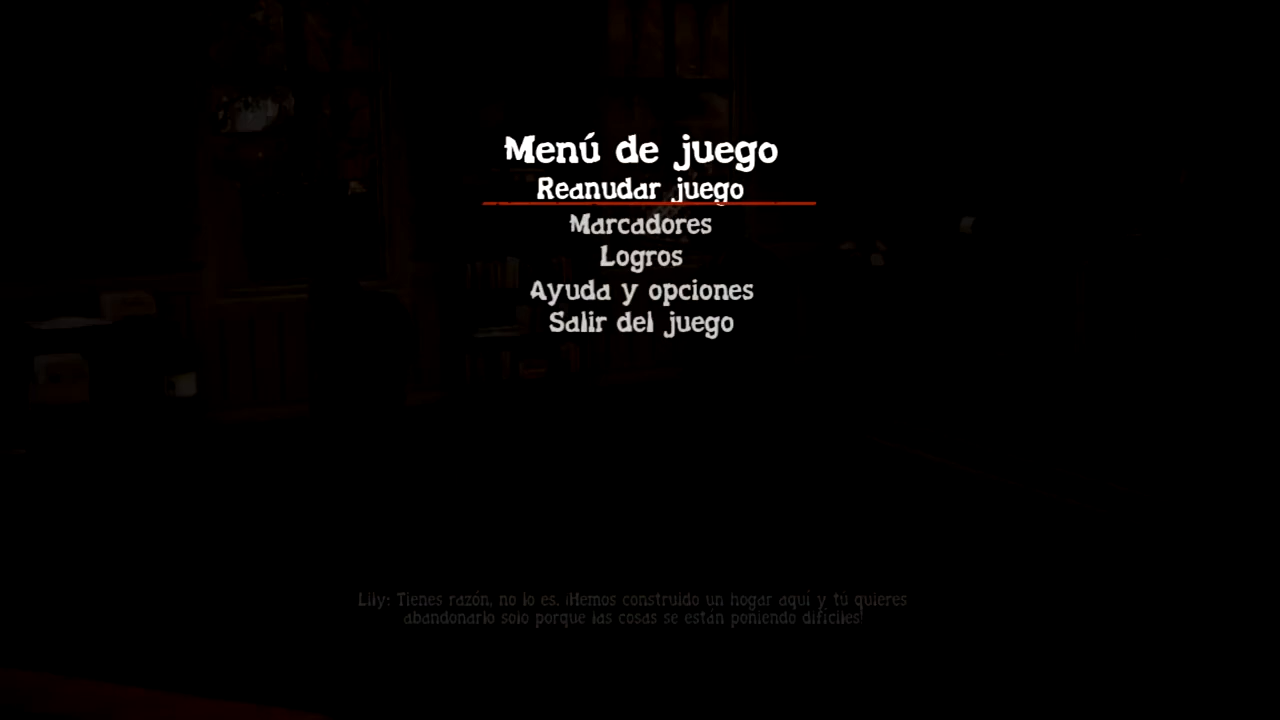 Menú de juego
Reanudar juego
Marcadores
Logros
Ayuda y opciones
Salir del juego
Lily: Tienes razón, no lo es. ¡Hemos construido un hogar aquí y tú quieres
abandonarlo solo porque las cosas se están poniendo difíciles!